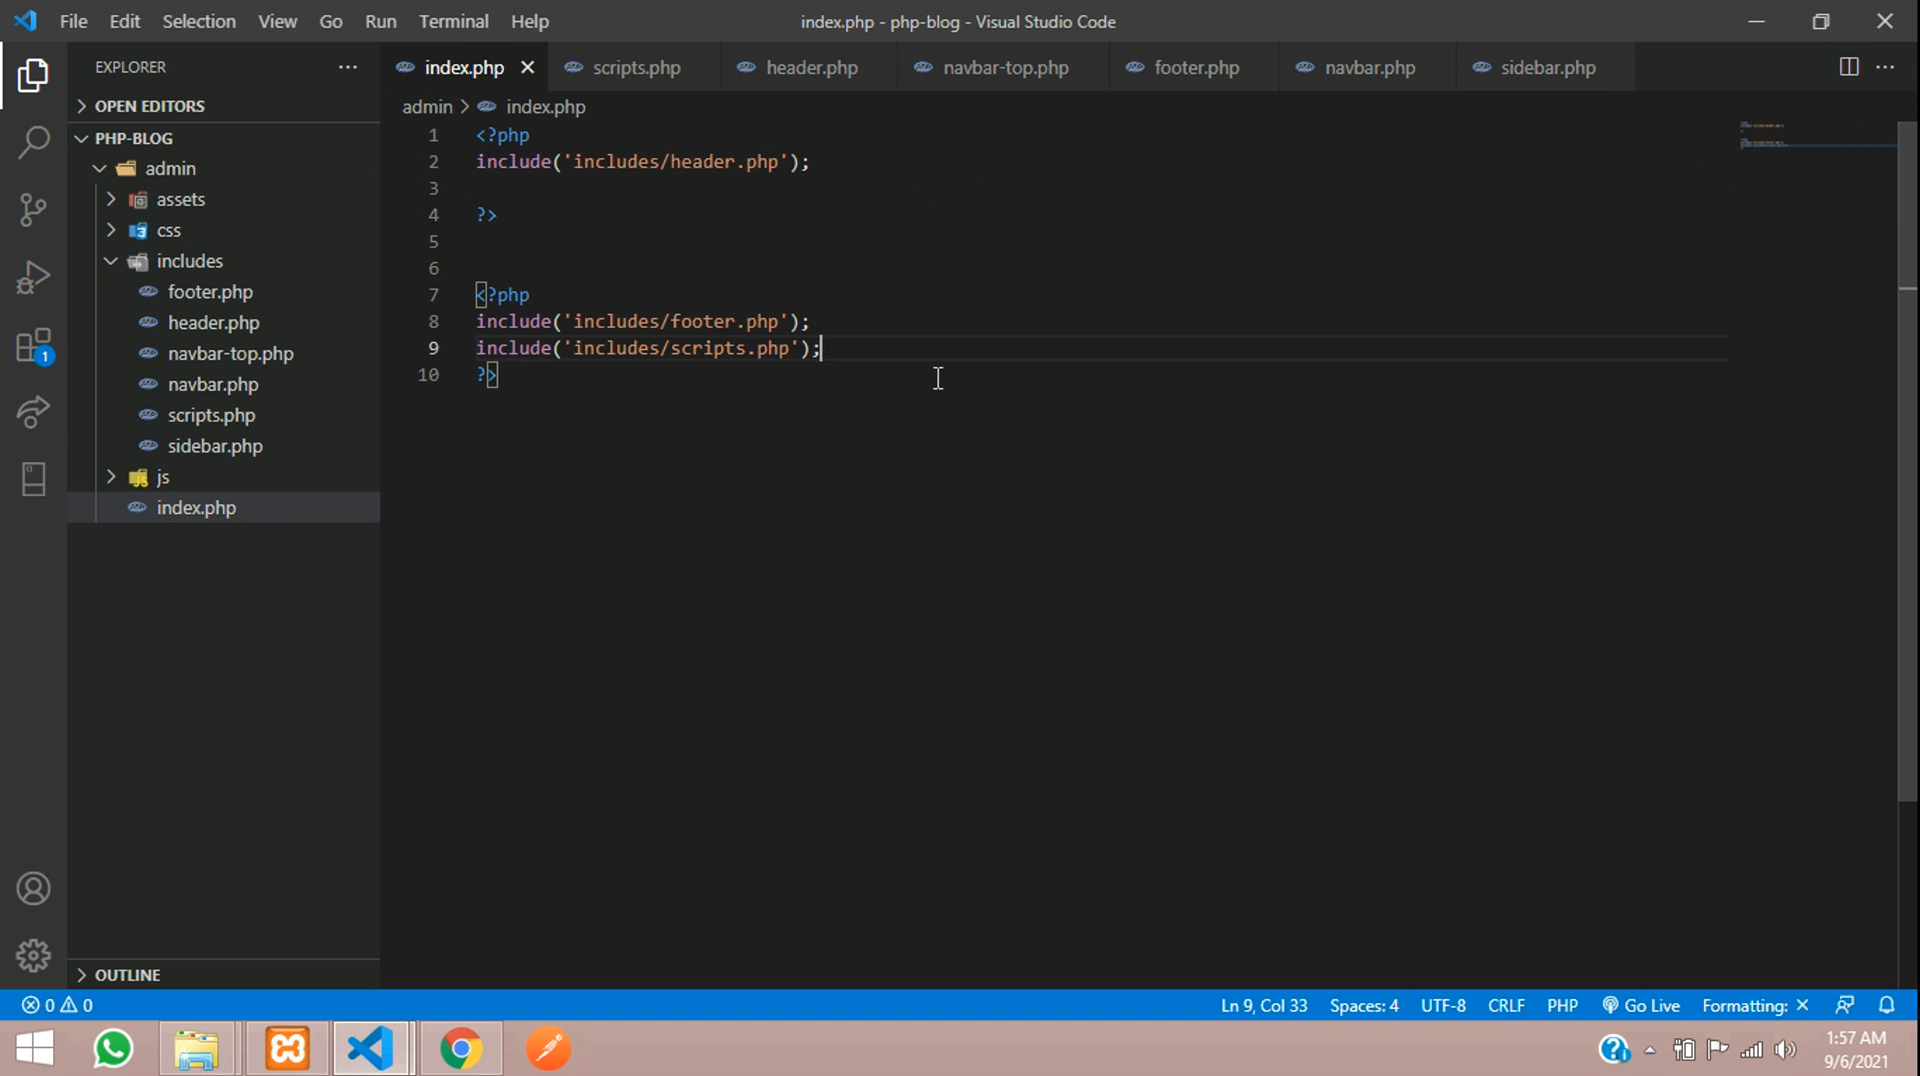 File Edit Selection View Go Run Terminal Help
index.php - php-blog - Visual Studio Code
EXPLORER ...
index.php scripts.php header.php navbar-top.php footer.php navbar.php sidebar.php
OPEN EDITORS
admin > index.php
PHP-BLOG
admin
assets
css
includes
footer.php
header.php
navbar-top.php
navbar.php
scripts.php
sidebar.php
js
index.php
1 <?php
2 include('includes/header.php');
3
4 ?>
5
6
7 <?php
8 include('includes/footer.php');
9 include('includes/scripts.php');
10 ?>
1
OUTLINE
0 0
Ln 9, Col 33 Spaces: 4 UTF-8 CRLF PHP Go Live Formatting: ×
1:57 AM
9/6/2021